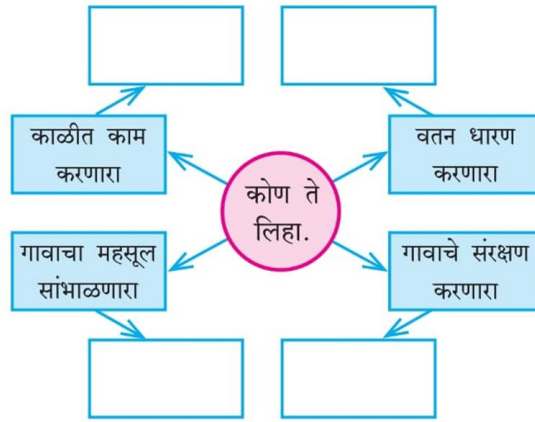 काळीत काम
करणारा
वतन धारण
करणारा
कोण ते
लिहा.
गावाचा महसूल
सांभाळणारा
गावाचे संरक्षण
करणारा